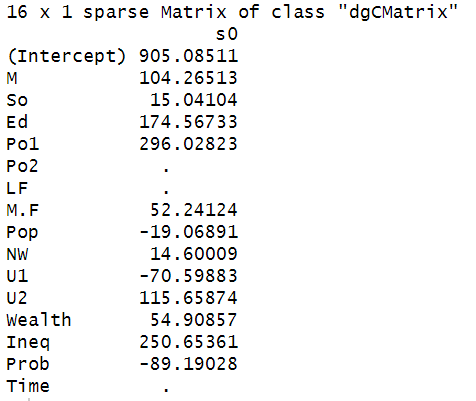 16 x 1 sparse Matrix of class "dgCMatrix"
s0
(Intercept) 905.08511
M 104.26513
So 15.04104
Ed 174.56733
Po1 296.02823
Po2 .
LF .
M.F 52.24124
Pop -19.06891
NW 14.60009
U1 -70.59883
U2 115.65874
Wealth 54.90857
Ineq 250.65361
Prob -89.19028
Time .